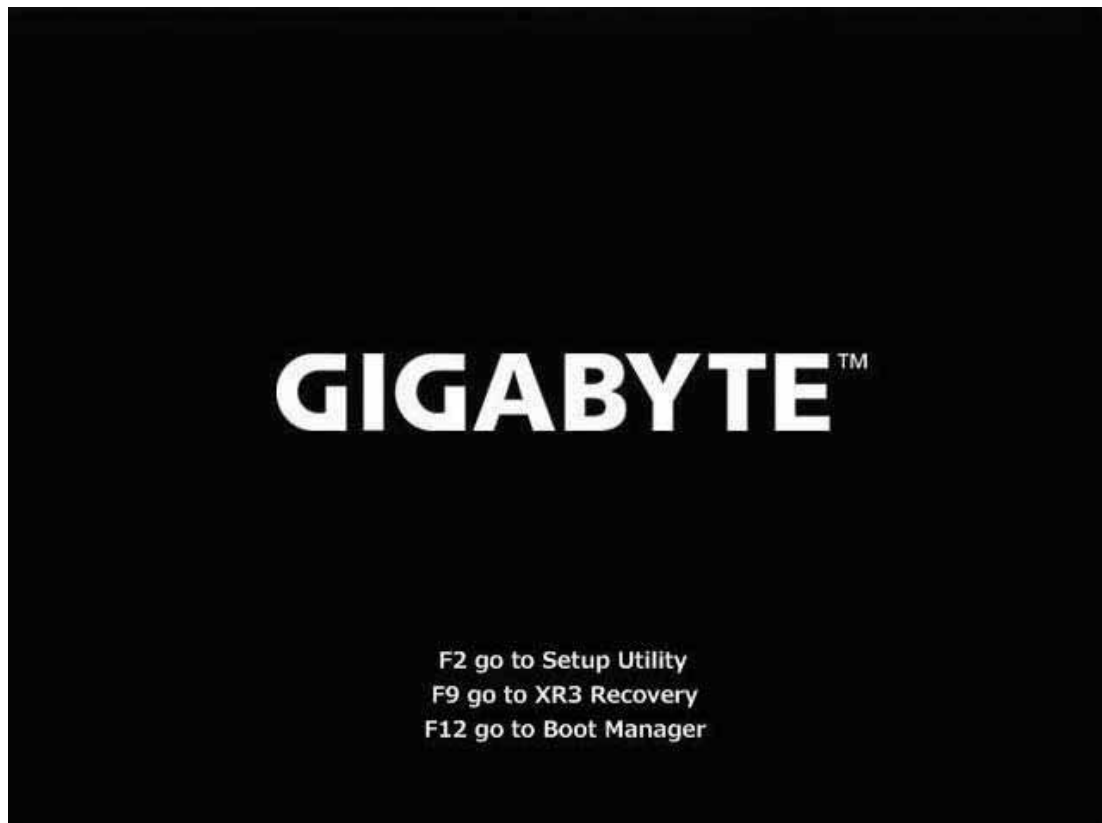 GIGABYTE™
F2 go to Setup Utility
F9 go to XR3 Recovery
F12 go to Boot Manager